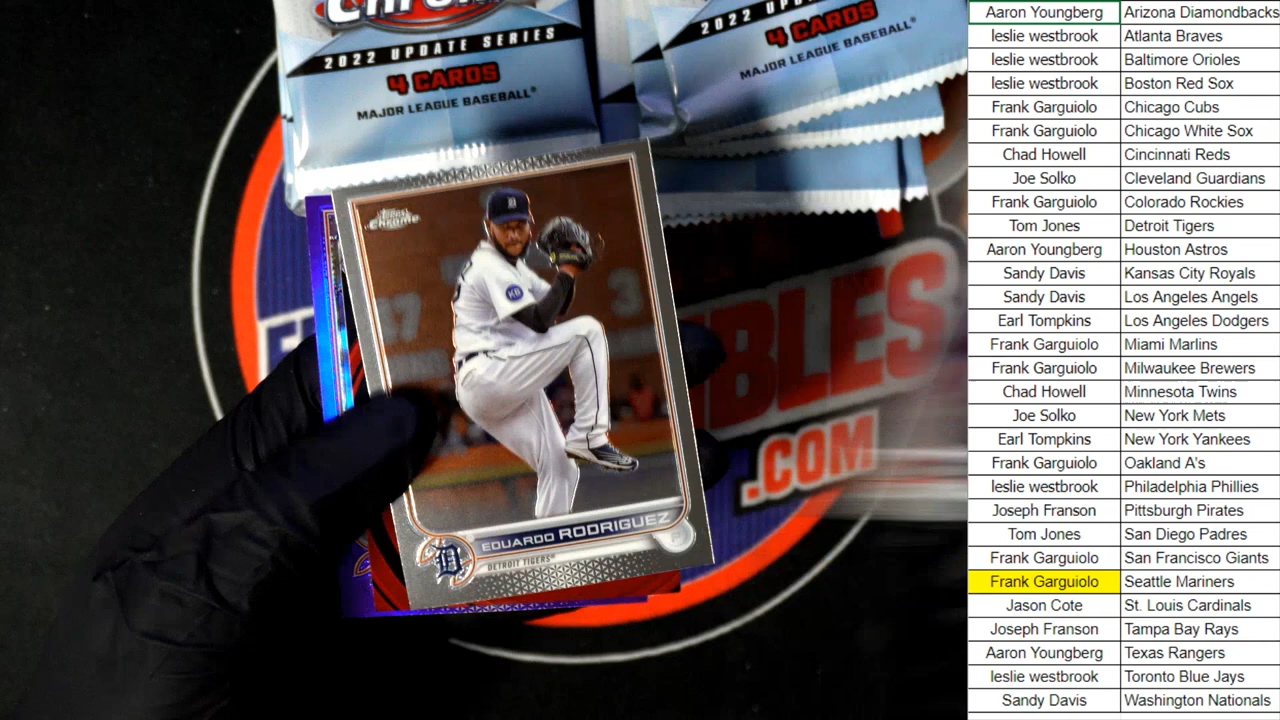 Chrome
2022 UPDATE SERIES
4 CARDS
MAJOR LEAGUE BASEBALL®
2022 UP
4 CARDS
MAJOR LEAGUE BASEBALL®
Topps
Chrome
D
KB
17
3
EDUARDO RODRIGUEZ
P
D
DETROIT TIGERS®
BLES
.COM
Aaron Youngberg Arizona Diamondbacks
leslie westbrook Atlanta Braves
leslie westbrook Baltimore Orioles
leslie westbrook Boston Red Sox
Frank Garguiolo Chicago Cubs
Frank Garguiolo Chicago White Sox
Chad Howell Cincinnati Reds
Joe Solko Cleveland Guardians
Frank Garguiolo Colorado Rockies
Tom Jones Detroit Tigers
Aaron Youngberg Houston Astros
Sandy Davis Kansas City Royals
Sandy Davis Los Angeles Angels
Earl Tompkins Los Angeles Dodgers
Frank Garguiolo Miami Marlins
Frank Garguiolo Milwaukee Brewers
Chad Howell Minnesota Twins
Joe Solko New York Mets
Earl Tompkins New York Yankees
Frank Garguiolo Oakland A's
leslie westbrook Philadelphia Phillies
Joseph Franson Pittsburgh Pirates
Tom Jones San Diego Padres
Frank Garguiolo San Francisco Giants
Frank Garguiolo Seattle Mariners
Jason Cote St. Louis Cardinals
Joseph Franson Tampa Bay Rays
Aaron Youngberg Texas Rangers
leslie westbrook Toronto Blue Jays
Sandy Davis Washington Nationals